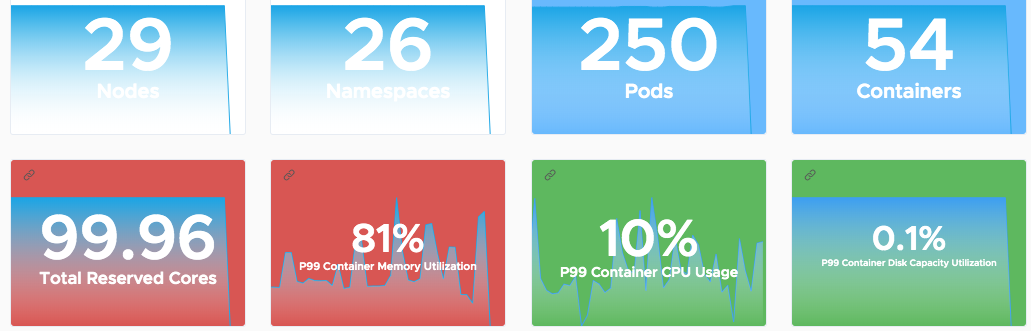 29
Nodes
26
Namespaces
250
Pods
54
Containers
99.96
Total Reserved Cores
81%
P99 Container Memory Utilization
10%
P99 Container CPU Usage
0.1%
P99 Container Disk Capacity Utilization